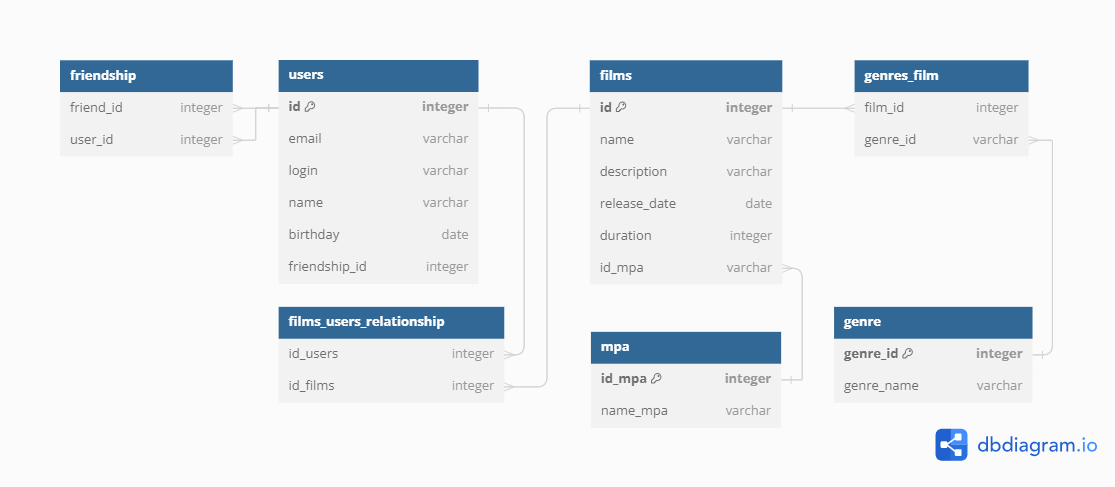 friendship
friend_id integer
user_id integer
users
id integer
email varchar
login varchar
name varchar
birthday date
friendship_id integer
films
id integer
name varchar
description varchar
release_date date
duration integer
id_mpa varchar
genres_film
film_id integer
genre_id varchar
films_users_relationship
id_users integer
id_films integer
mpa
id_mpa integer
name_mpa varchar
genre
genre_id integer
genre_name varchar
dbdiagram.io